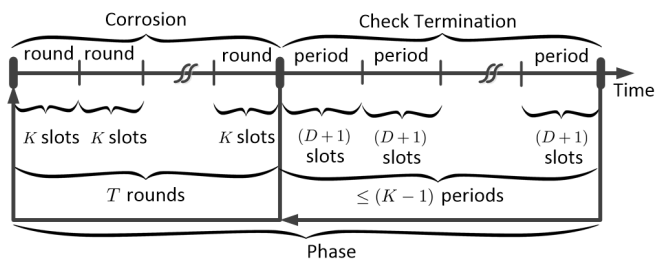 Corrosion Check Termination
round round round period period period
Time
K slots K slots K slots (D + 1) slots (D + 1) slots (D + 1) slots
T rounds ≤ (K − 1) periods
Phase